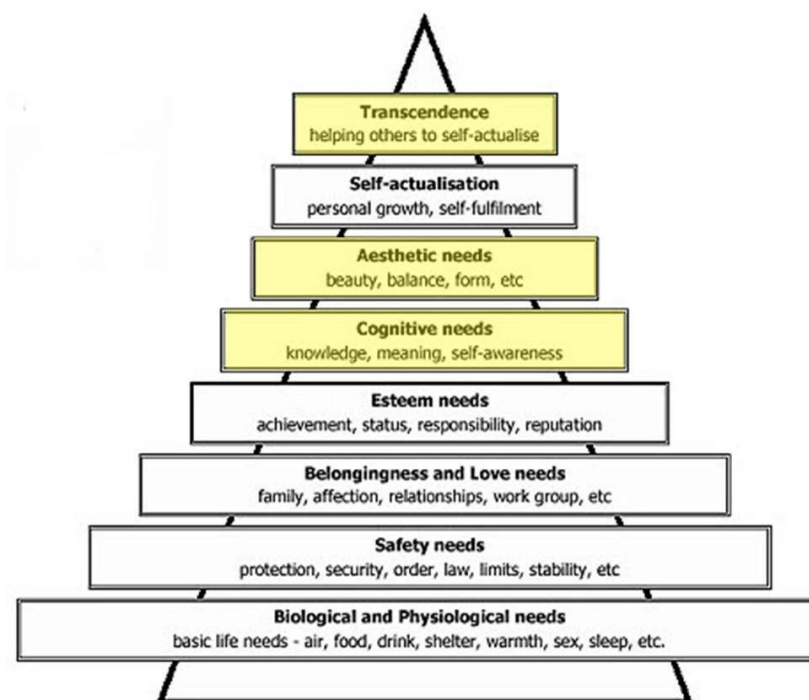 Transcendence
helping others to self-actualise
Self-actualisation
personal growth, self-fulfilment
Aesthetic needs
beauty, balance, form, etc
Cognitive needs
knowledge, meaning, self-awareness
Esteem needs
achievement, status, responsibility, reputation
Belongingness and Love needs
family, affection, relationships, work group, etc
Safety needs
protection, security, order, law, limits, stability, etc
Biological and Physiological needs
basic life needs - air, food, drink, shelter, warmth, sex, sleep, etc.